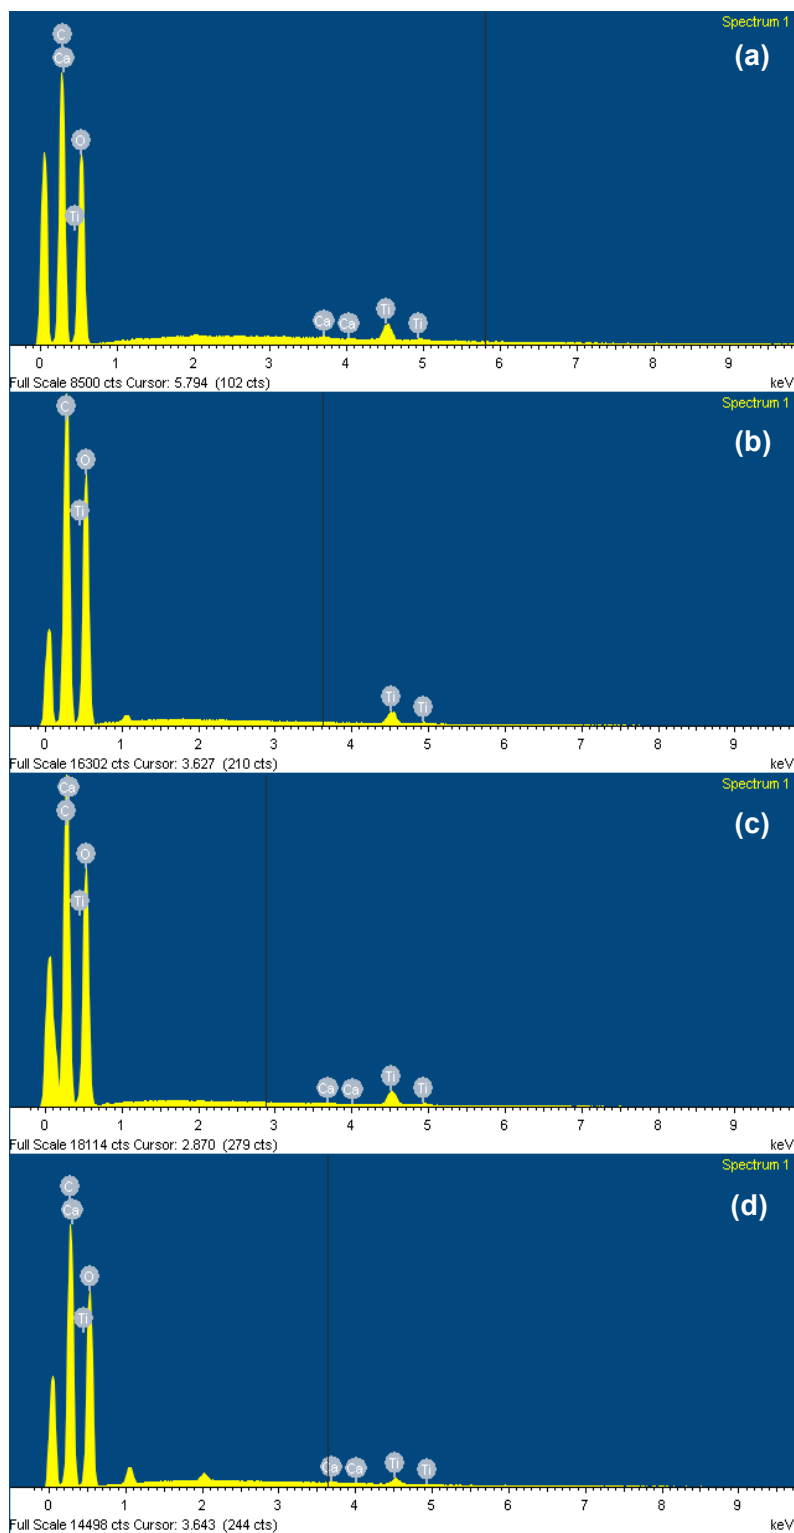 Spectrum 1
(a)
C
Ca
O
Ti
Ca Ca Ti Ti
0 1 2 3 4 5 6 7 8 9
Full Scale 8500 cts Cursor: 5.794 (102 cts) keV
Spectrum 1
(b)
C
O
Ti
Ti Ti
0 1 2 3 4 5 6 7 8 9
Full Scale 16302 cts Cursor: 3.627 (210 cts) keV
Spectrum 1
(c)
Ca
C
O
Ti
Ca Ca Ti Ti
0 1 2 3 4 5 6 7 8 9
Full Scale 18114 cts Cursor: 2.870 (279 cts) keV
Spectrum 1
(d)
C
Ca
O
Ti
Ca Ca Ti Ti
0 1 2 3 4 5 6 7 8 9
Full Scale 14498 cts Cursor: 3.643 (244 cts) keV